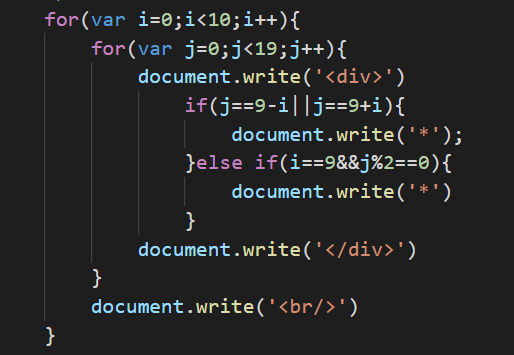 for(var i=0;i<10;i++){
    for(var j=0;j<19;j++){
        document.write('<div>')
            if(j==9-i||j==9+i){
                document.write('*');
            }else if(i==9&&j%2==0){
                document.write('*')
            }
        document.write('</div>')
    }
    document.write('<br/>')
}